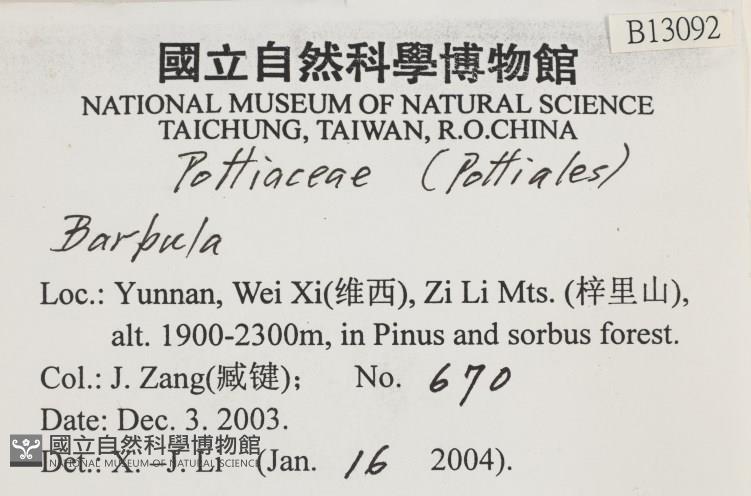 B13092
國立自然科學博物館
NATIONAL MUSEUM OF NATURAL SCIENCE
TAICHUNG, TAIWAN, R.O.CHINA
Pottiaceae (Pottiales)
Barbula
Loc.: Yunnan, Wei Xi(维西), Zi Li Mts. (梓里山),
alt. 1900-2300m, in Pinus and sorbus forest.
Col.: J. Zang(臧键); No. 670
Date: Dec. 3. 2003.
國立自然科學博物館
NATIONAL MUSEUM OF NATURAL SCIENCE
Det.: X.-J. Li (Jan. 16 2004).